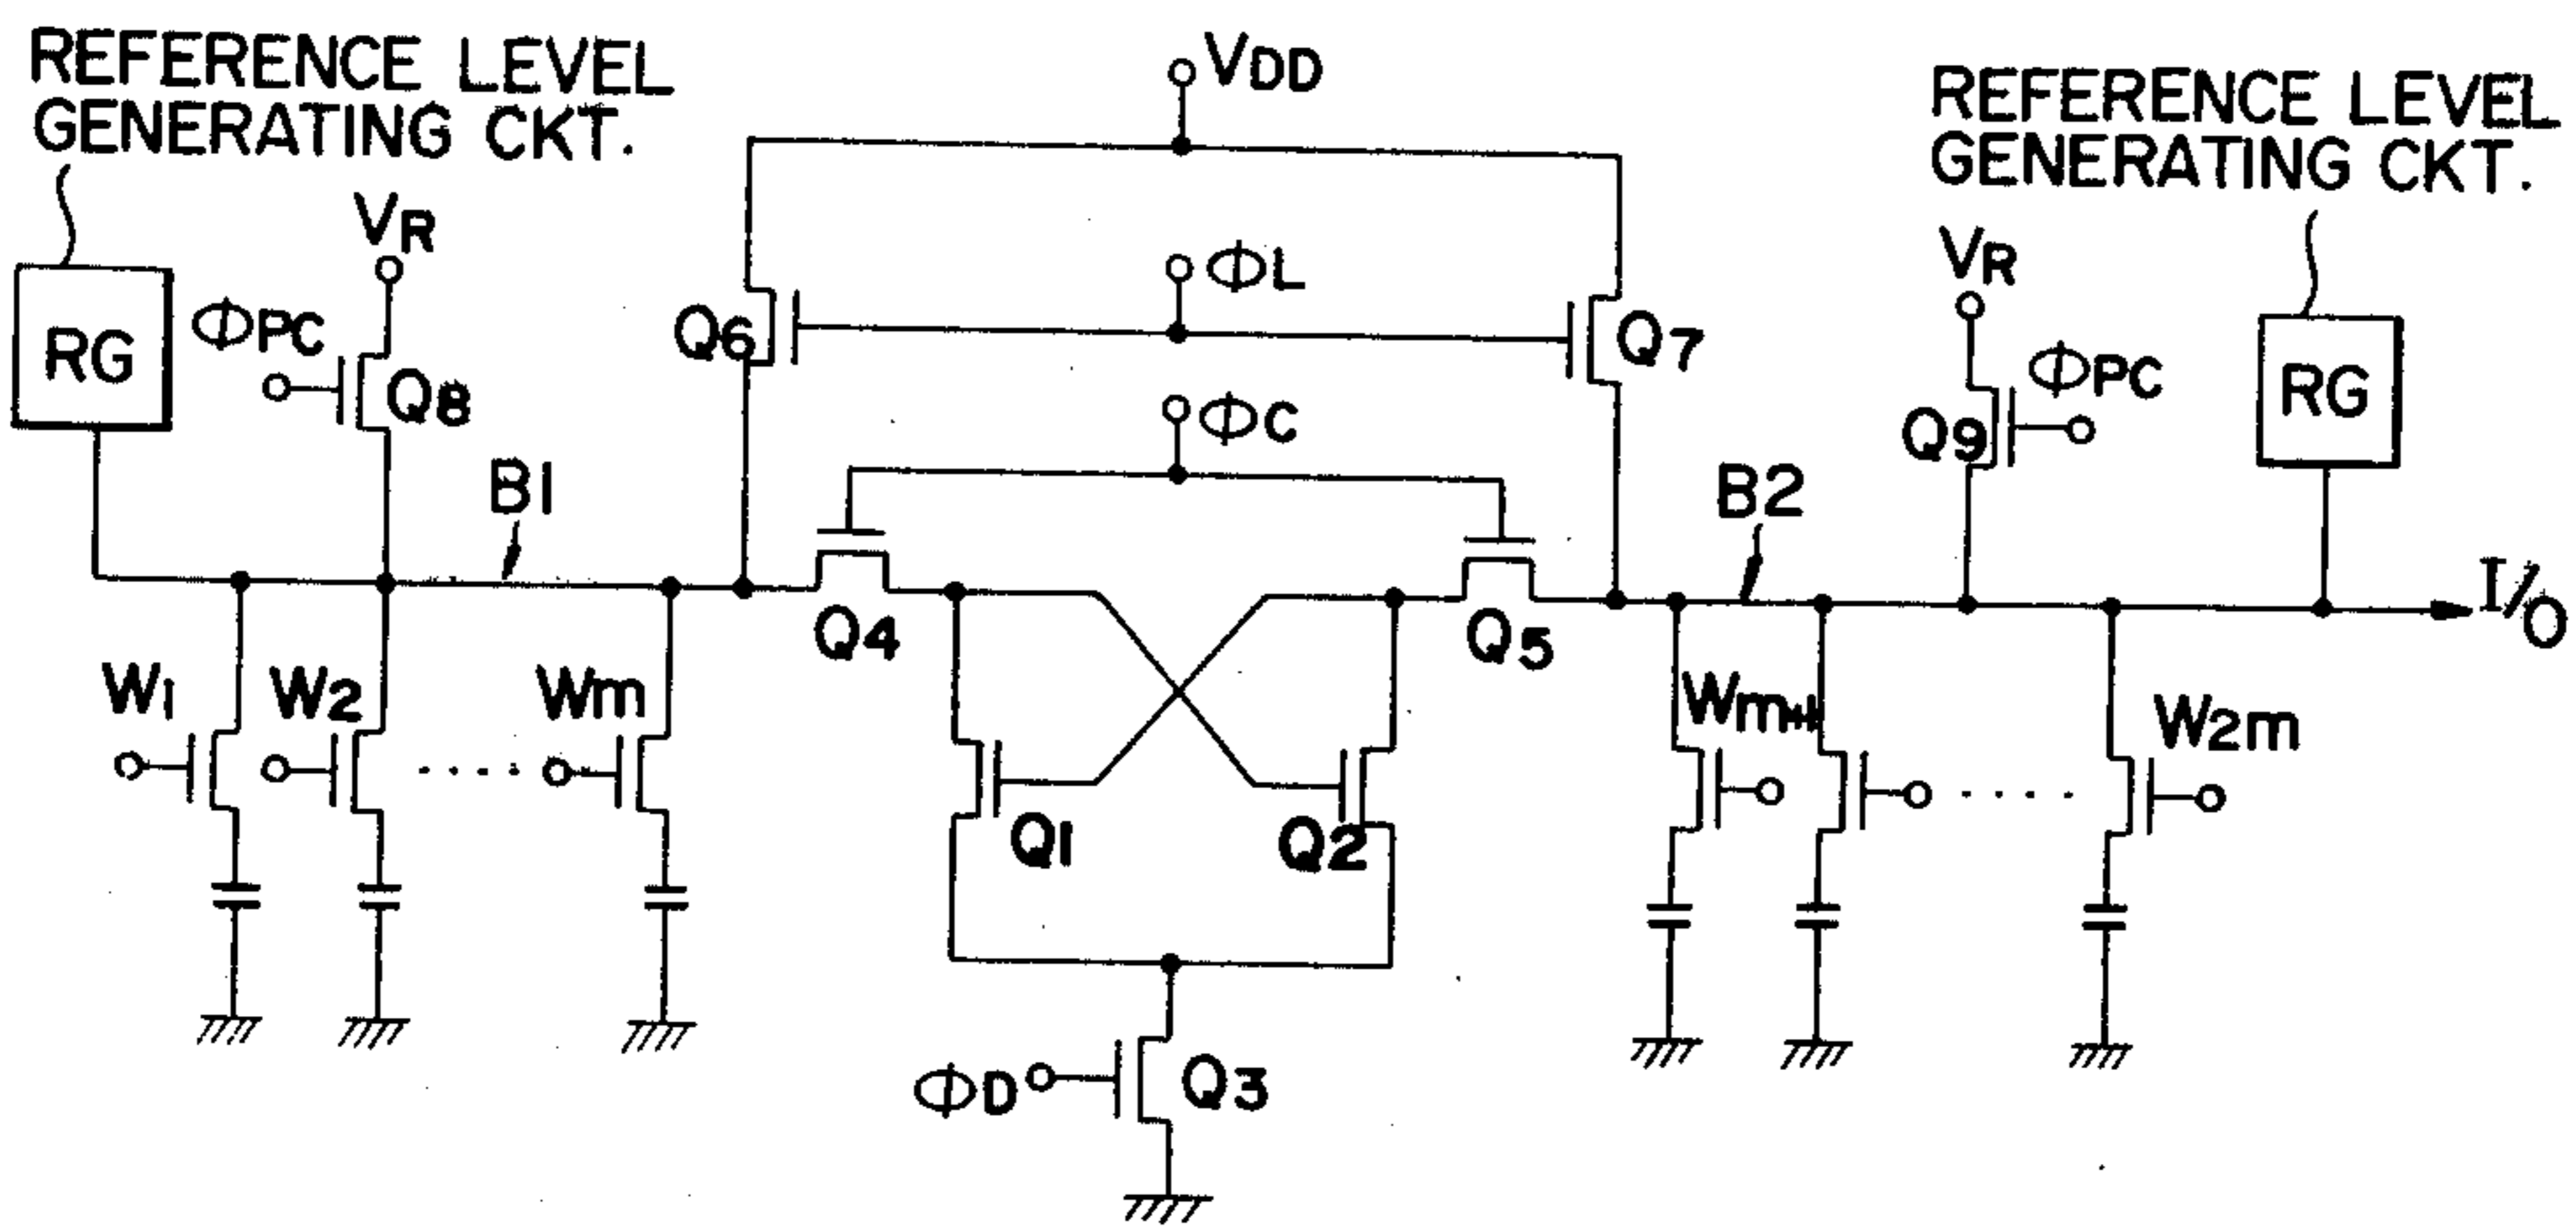 REFERENCE LEVEL
GENERATING CKT.
VDD
REFERENCE LEVEL
GENERATING CKT.
VR
ΦL
VR
RG
ΦPC
Q8
Q6
Q7
ΦPC
Q9
RG
ΦC
B1
B2
Q4
Q5
I/O
W1
W2
Wm
Wm+1
W2m
Q1
Q2
ΦD
Q3